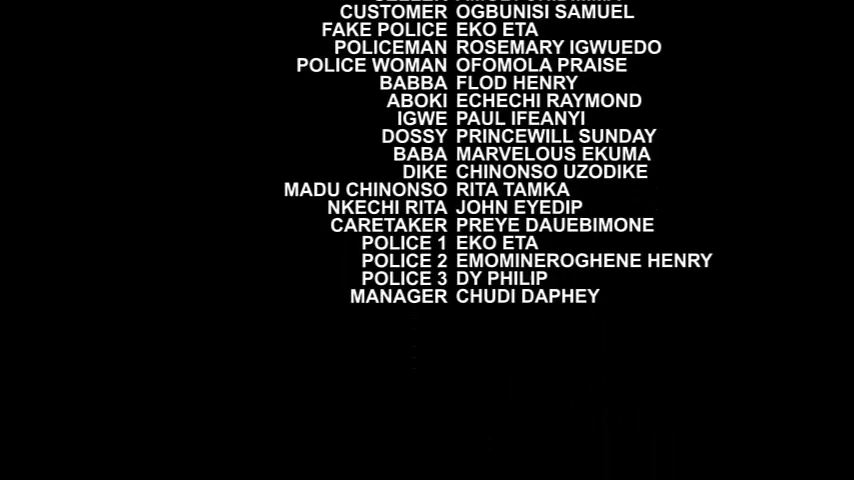 CUSTOMER OGBUNISI SAMUEL
FAKE POLICE EKO ETA
POLICEMAN ROSEMARY IGWUEDO
POLICE WOMAN OFOMOLA PRAISE
BABBA FLOD HENRY
ABOKI ECHECHI RAYMOND
IGWE PAUL IFEANYI
DOSSY PRINCEWILL SUNDAY
BABA MARVELOUS EKUMA
DIKE CHINONSO UZODIKE
MADU CHINONSO RITA TAMKA
NKECHI RITA JOHN EYEDIP
CARETAKER PREYE DAUEBIMONE
POLICE 1 EKO ETA
POLICE 2 EMOMINEROGHENE HENRY
POLICE 3 DY PHILIP
MANAGER CHUDI DAPHEY